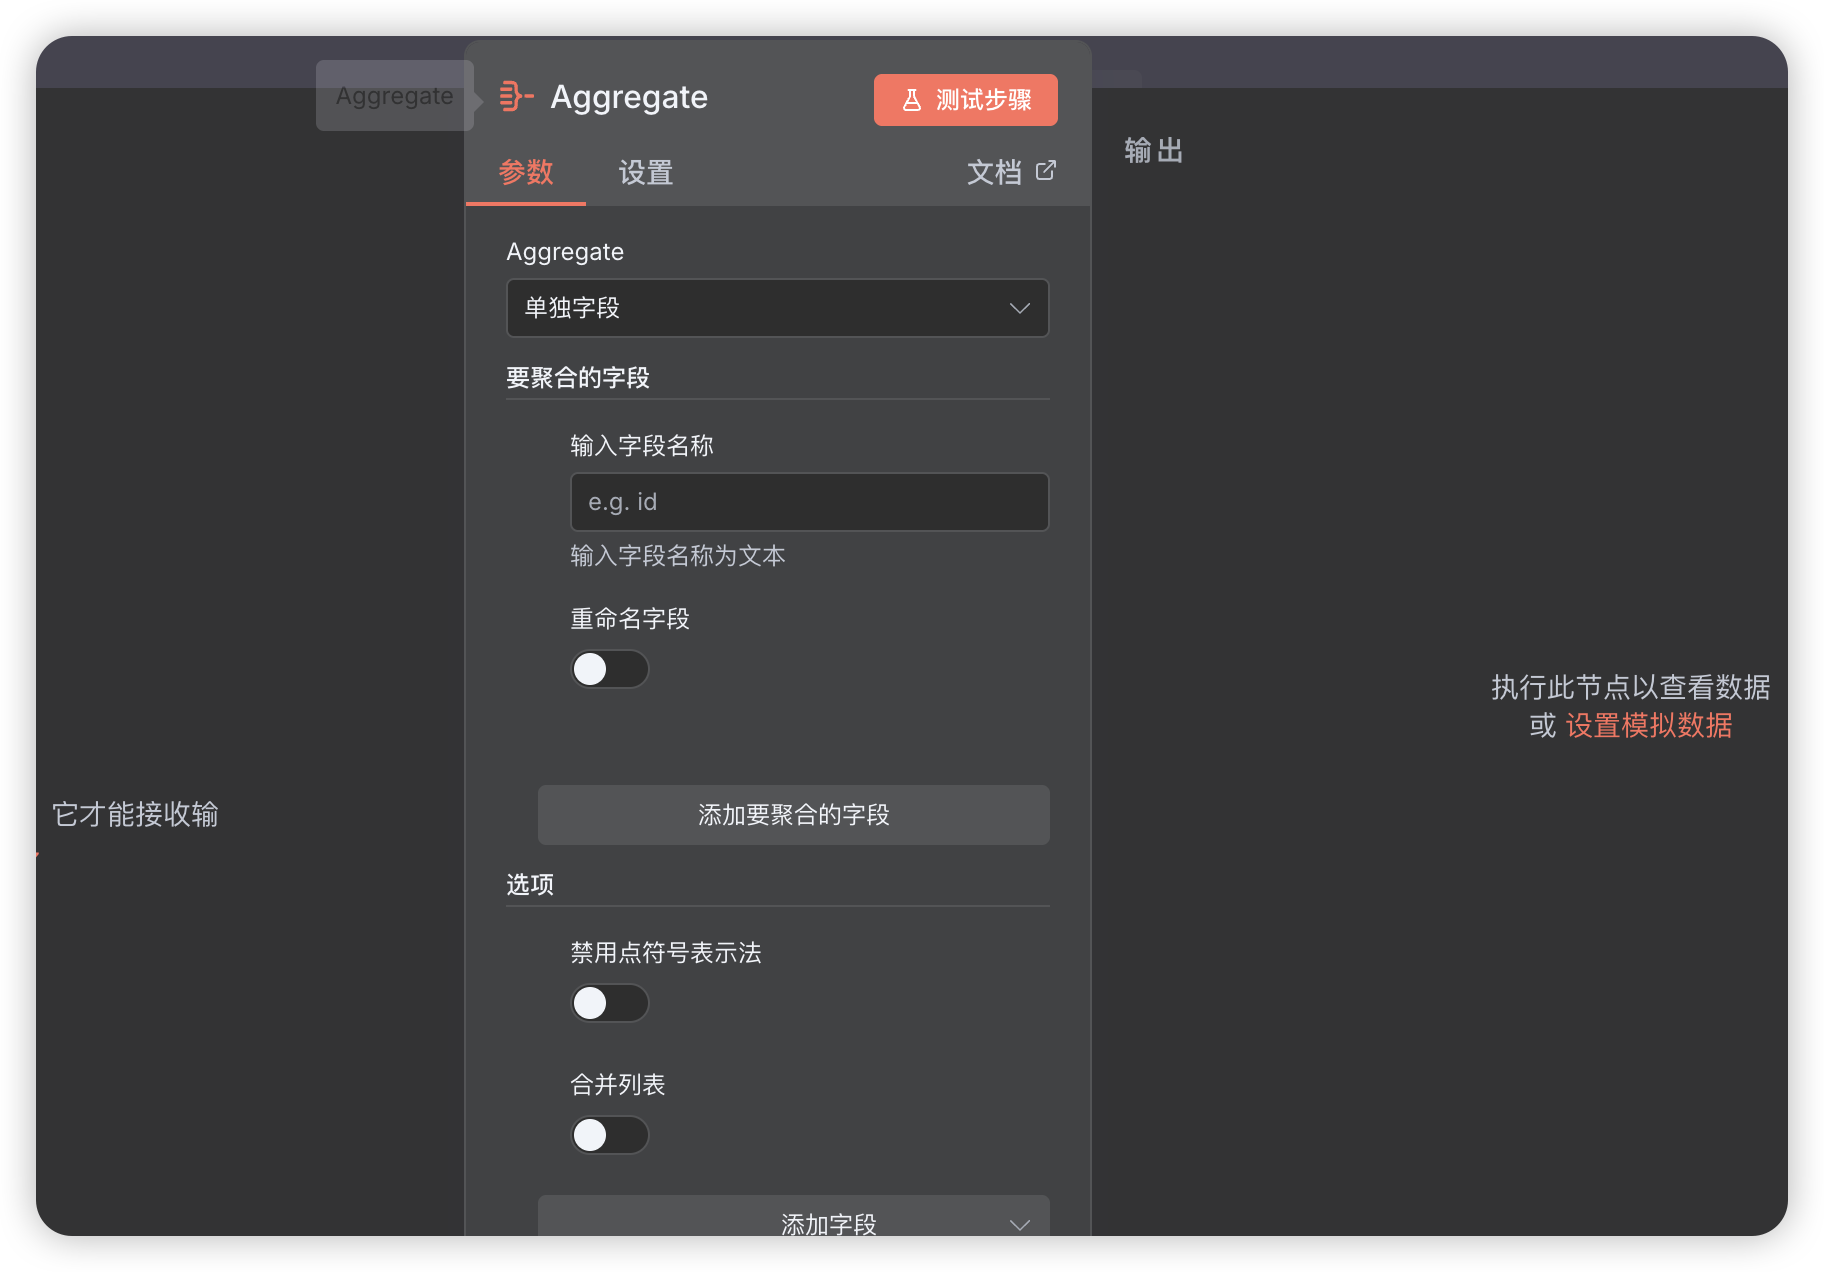 Aggregate
Aggregate
测试步骤
参数
设置
文档
输出
Aggregate
单独字段
要聚合的字段
输入字段名称
e.g. id
输入字段名称为文本
重命名字段
执行此节点以查看数据
或 设置模拟数据
它才能接收输
添加要聚合的字段
选项
禁用点符号表示法
合并列表
添加字段